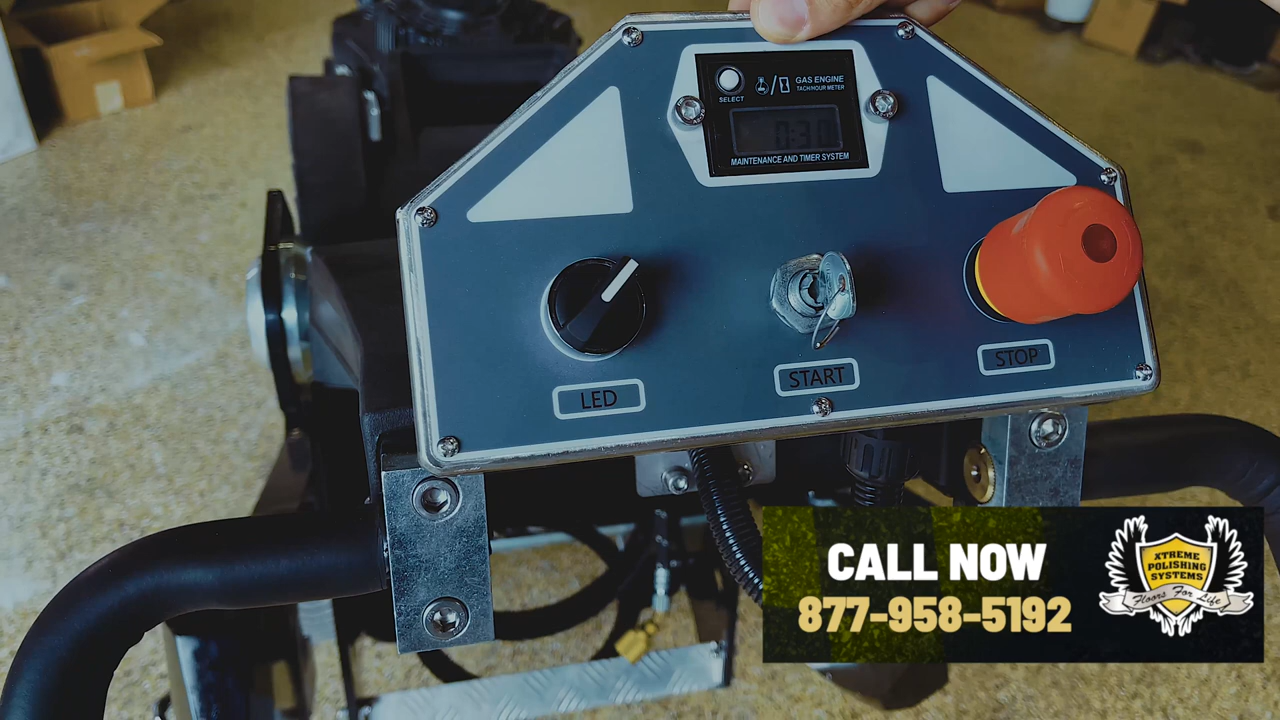 SELECT
GAS ENGINE
TACH/HOUR METER
0:30
MAINTENANCE AND TIMER SYSTEM
LED
START
STOP
CALL NOW
877-958-5192
XTREME
POLISHING
SYSTEMS
Floors For Life